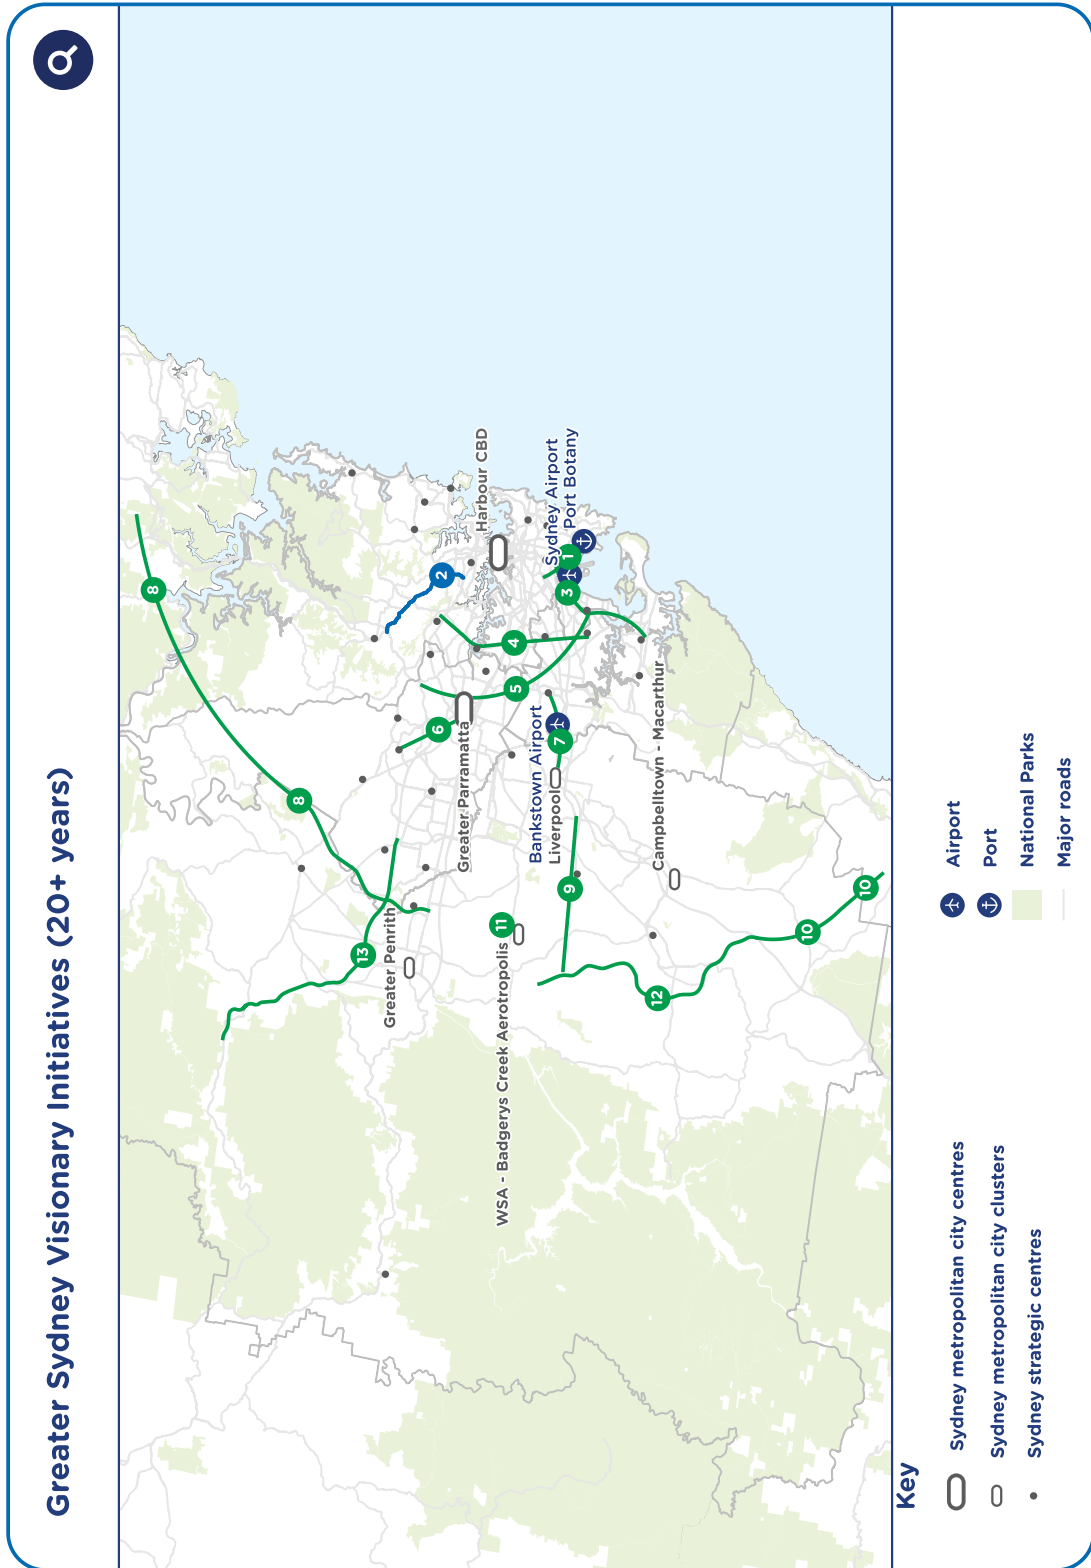 Greater Sydney Visionary Initiatives (20+ years)
8
8
2
Harbour CBD
Sydney Airport
Port Botany
1
3
4
5
6
Greater Parramatta
Bankstown Airport
7
Liverpool
Campbelltown - Macarthur
9
13
Greater Penrith
11
WSA - Badgerys Creek Aerotropolis
12
10
10
Key
Sydney metropolitan city centres
Sydney metropolitan city clusters
Sydney strategic centres
Airport
Port
National Parks
Major roads